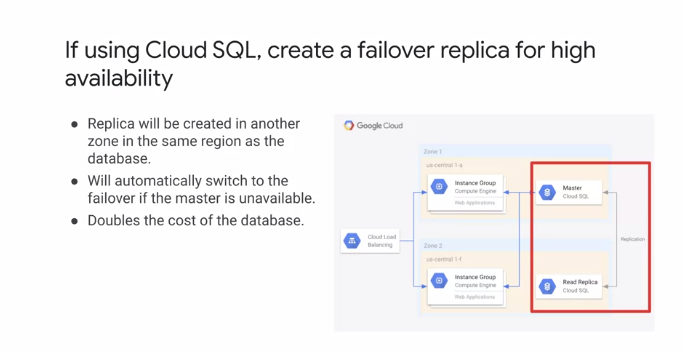 If using Cloud SQL, create a failover replica for high
availability
● Replica will be created in another
zone in the same region as the
database.
● Will automatically switch to the
failover if the master is unavailable.
● Doubles the cost of the database.
Google Cloud
Zone 1
us-central 1-a
Instance Group
Compute Engine
Web Applications
Master
Cloud SQL
Cloud Load
Balancing
Replication
Zone 2
us-central 1-f
Instance Group
Compute Engine
Web Applications
Read Replica
Cloud SQL